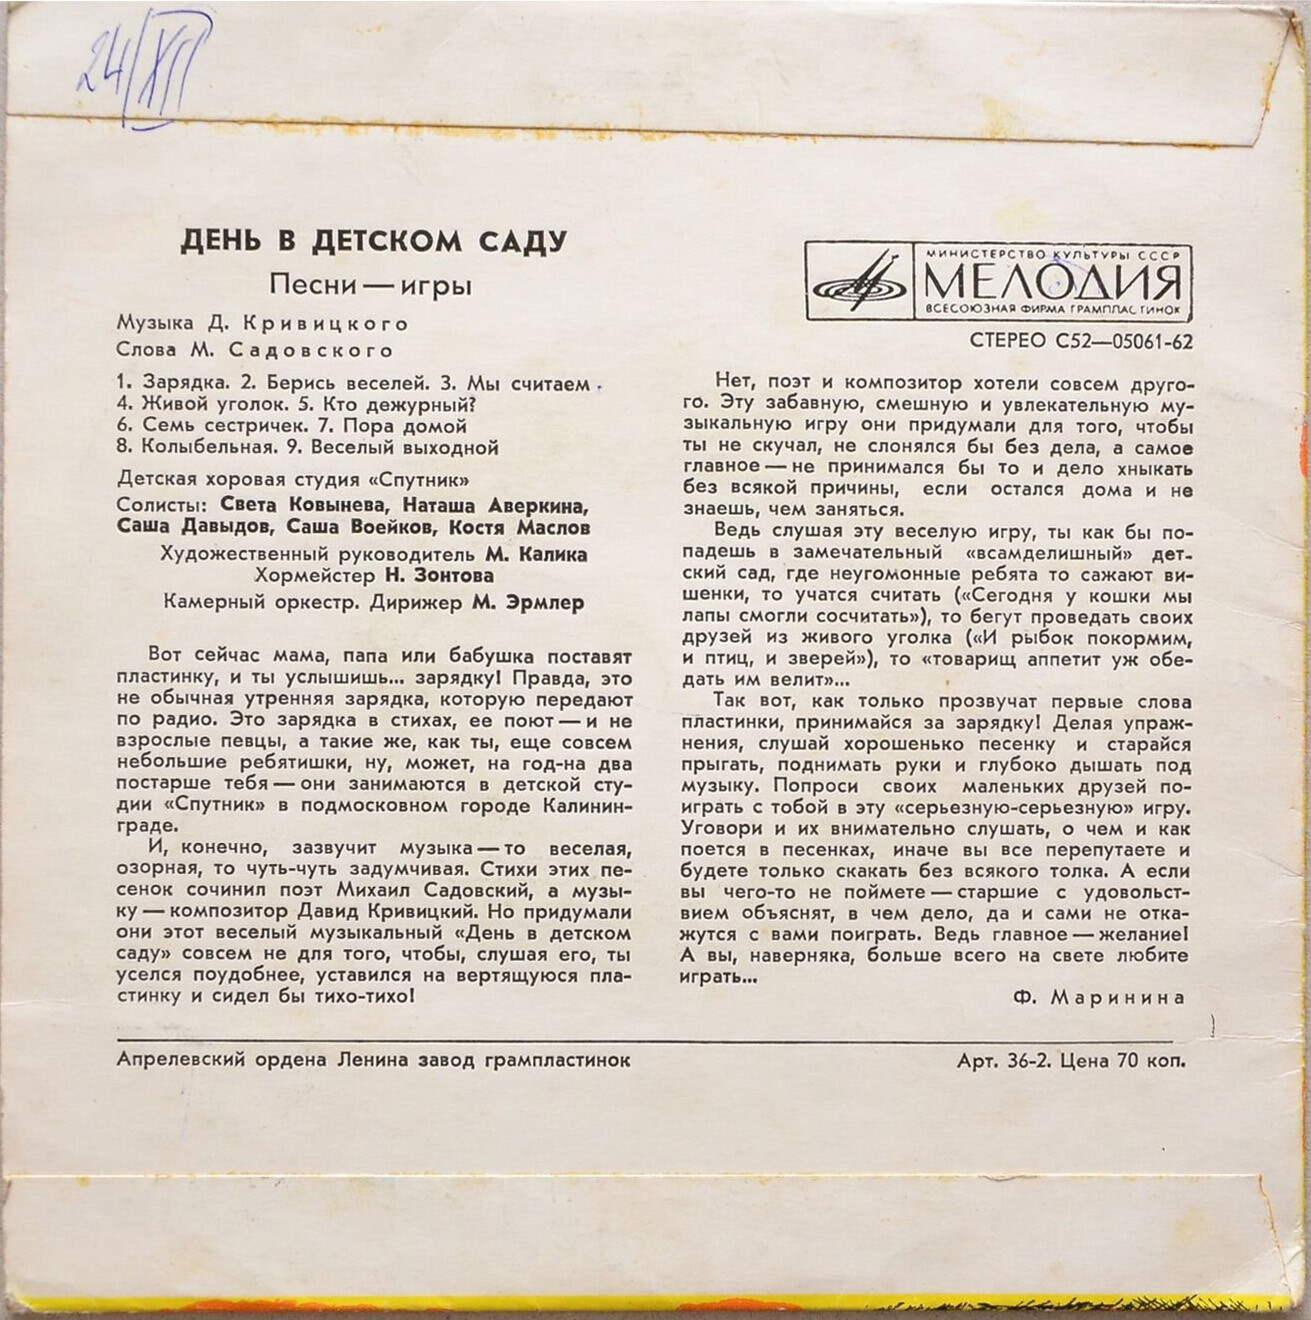 24/XII
ДЕНЬ В ДЕТСКОМ САДУ
Песни — игры
Музыка Д. Кривицкого
Слова М. Садовского
1. Зарядка. 2. Берись веселей. 3. Мы считаем.
4. Живой уголок. 5. Кто дежурный?
6. Семь сестричек. 7. Пора домой
8. Колыбельная. 9. Веселый выходной
Детская хоровая студия «Спутник»
Солисты: Света Ковынева, Наташа Аверкина,
Саша Давыдов, Саша Воейков, Костя Маслов
Художественный руководитель М. Калика
Хормейстер Н. Зонтова
Камерный оркестр. Дирижер М. Эрмлер
Вот сейчас мама, папа или бабушка поставят
пластинку, и ты услышишь... зарядку! Правда, это
не обычная утренняя зарядка, которую передают
по радио. Это зарядка в стихах, ее поют — и не
взрослые певцы, а такие же, как ты, еще совсем
небольшие ребятишки, ну, может, на год-на два
постарше тебя — они занимаются в детской сту-
дии «Спутник» в подмосковном городе Калинин-
граде.
И, конечно, зазвучит музыка — то веселая,
озорная, то чуть-чуть задумчивая. Стихи этих пе-
сенок сочинил поэт Михаил Садовский, а музы-
ку — композитор Давид Кривицкий. Но придумали
они этот веселый музыкальный «День в детском
саду» совсем не для того, чтобы, слушая его, ты
уселся поудобнее, уставился на вертящуюся пла-
стинку и сидел бы тихо-тихо!
МИНИСТЕРСТВО КУЛЬТУРЫ СССР
МЕЛОДИЯ
ВСЕСОЮЗНАЯ ФИРМА ГРАМПЛАСТИНОК
СТЕРЕО С52—05061-62
Нет, поэт и композитор хотели совсем друго-
го. Эту забавную, смешную и увлекательную му-
зыкальную игру они придумали для того, чтобы
ты не скучал, не слонялся бы без дела, а самое
главное — не принимался бы то и дело хныкать
без всякой причины, если остался дома и не
знаешь, чем заняться.
Ведь слушая эту веселую игру, ты как бы по-
падешь в замечательный «всамделишный» дет-
ский сад, где неугомонные ребята то сажают ви-
шенки, то учатся считать («Сегодня у кошки мы
лапы смогли сосчитать»), то бегут проведать своих
друзей из живого уголка («И рыбок покормим,
и птиц, и зверей»), то «товарищ аппетит уж обе-
дать им велит»...
Так вот, как только прозвучат первые слова
пластинки, принимайся за зарядку! Делая упраж-
нения, слушай хорошенько песенку и старайся
прыгать, поднимать руки и глубоко дышать под
музыку. Попроси своих маленьких друзей по-
играть с тобой в эту «серьезную-серьезную» игру.
Уговори и их внимательно слушать, о чем и как
поется в песенках, иначе вы все перепутаете и
будете только скакать без всякого толка. А если
вы чего-то не поймете — старшие с удовольст-
вием объяснят, в чем дело, да и сами не отка-
жутся с вами поиграть. Ведь главное — желание!
А вы, наверняка, больше всего на свете любите
играть...
Ф. Маринина
Апрелевский ордена Ленина завод грампластинок
Арт. 36-2. Цена 70 коп.